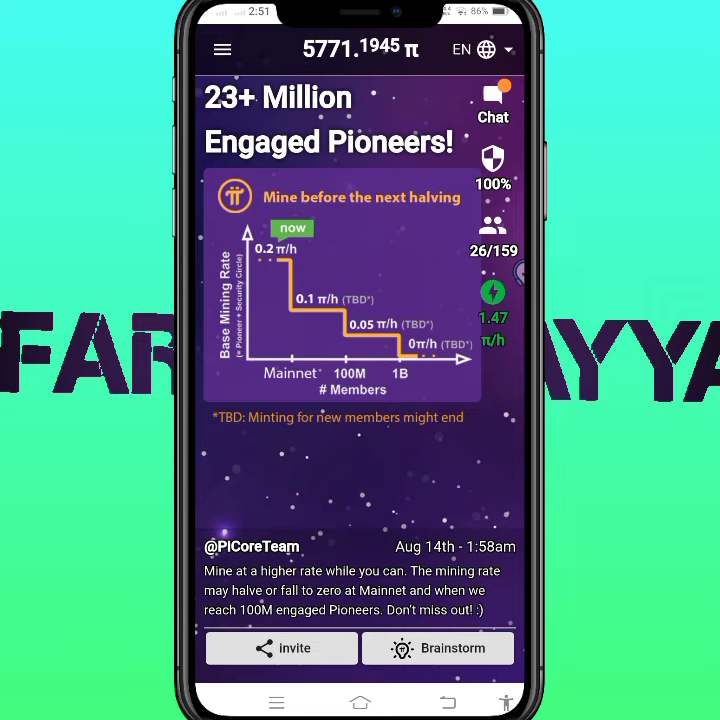 2:51
86%
5771.1945 π
EN
23+ Million
Engaged Pioneers!
Chat
100%
26/159
1.47
π/h
Mine before the next halving
now
0.2 π/h
0.1 π/h (TBD*)
0.05 π/h (TBD*)
0π/h (TBD*)
Base Mining Rate
(= Pioneer + Security Circle)
Mainnet* 100M 1B
# Members
*TBD: Minting for new members might end
@PiCoreTeam Aug 14th - 1:58am
Mine at a higher rate while you can. The mining rate
may halve or fall to zero at Mainnet and when we
reach 100M engaged Pioneers. Don't miss out! :)
invite
Brainstorm